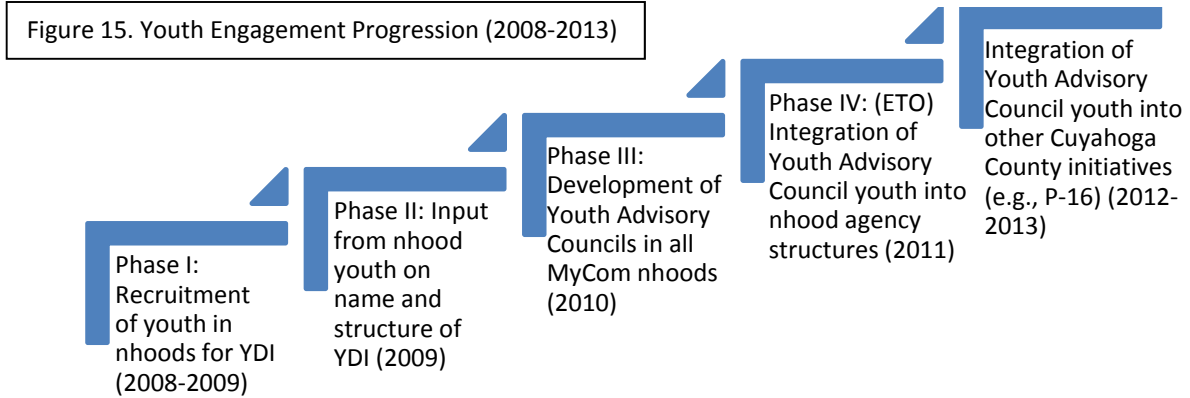 Figure 15. Youth Engagement Progression (2008-2013)
Phase I:
Recruitment
of youth in
nhoods for YDI
(2008-2009)
Phase II: Input
from nhood
youth on
name and
structure of
YDI (2009)
Phase III:
Development of
Youth Advisory
Councils in all
MyCom nhoods
(2010)
Phase IV: (ETO)
Integration of
Youth Advisory
Council youth into
nhood agency
structures (2011)
Integration of
Youth Advisory
Council youth into
other Cuyahoga
County initiatives
(e.g., P-16) (2012-
2013)